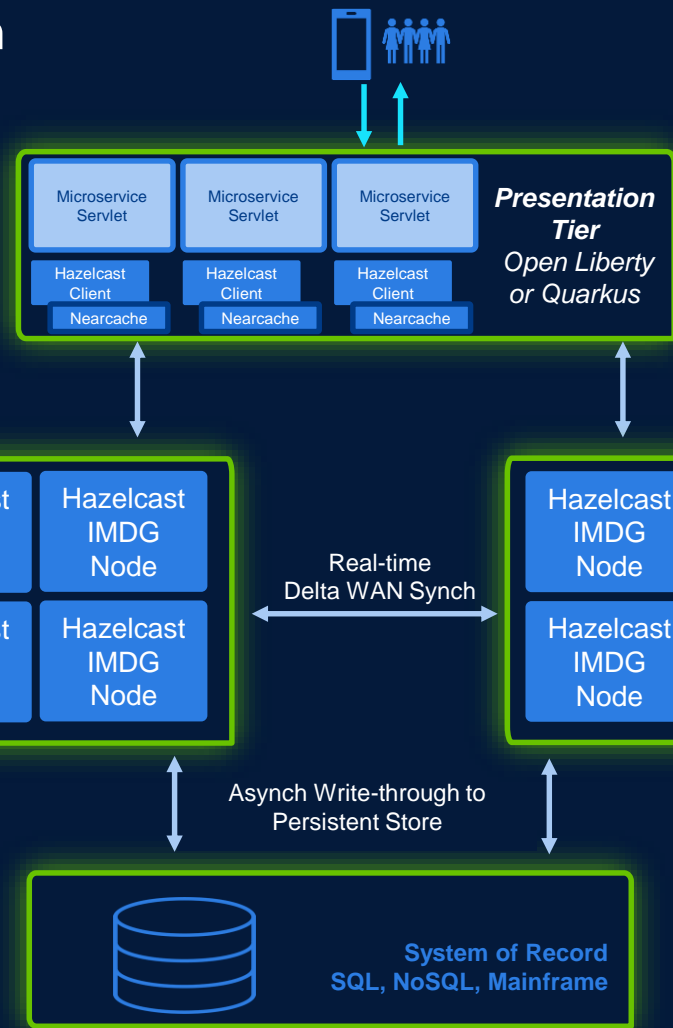 Microservice
Servlet
Microservice
Servlet
Microservice
Servlet
Hazelcast
Client
Nearcache
Hazelcast
Client
Nearcache
Hazelcast
Client
Nearcache
Presentation
Tier
Open Liberty
or Quarkus
Hazelcast
IMDG
Node
Hazelcast
IMDG
Node
Real-time
Delta WAN Synch
Hazelcast
IMDG
Node
Hazelcast
IMDG
Node
Asynch Write-through to
Persistent Store
System of Record
SQL, NoSQL, Mainframe